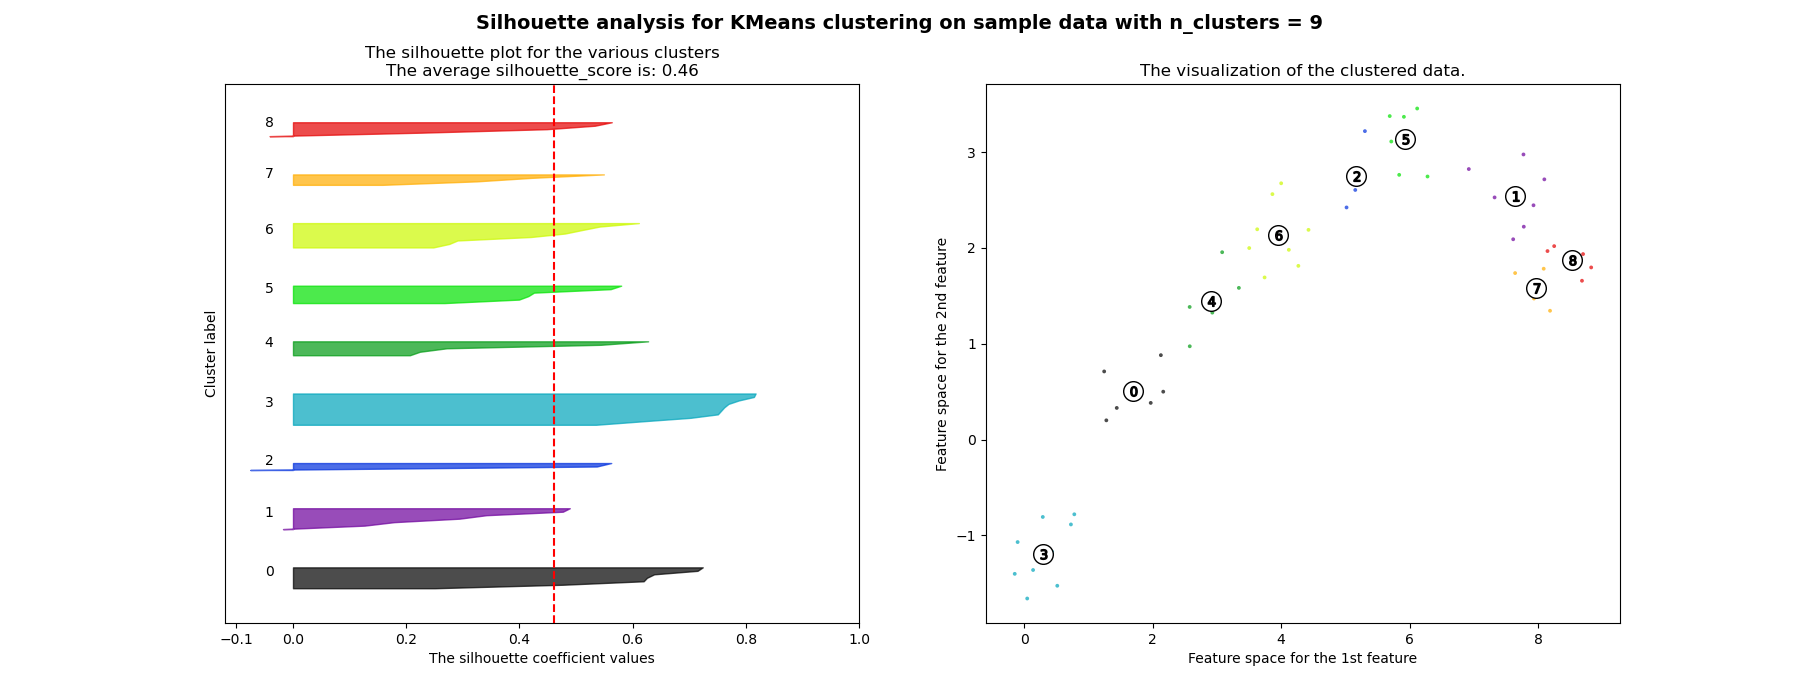 Silhouette analysis for KMeans clustering on sample data with n_clusters = 9
The silhouette plot for the various clusters
The average silhouette_score is: 0.46
Cluster label
8
7
6
5
4
3
2
1
0
−0.1 0.0 0.2 0.4 0.6 0.8 1.0
The silhouette coefficient values
The visualization of the clustered data.
Feature space for the 2nd feature
3
2
1
0
−1
5
2
1
6
8
7
4
0
3
0 2 4 6 8
Feature space for the 1st feature